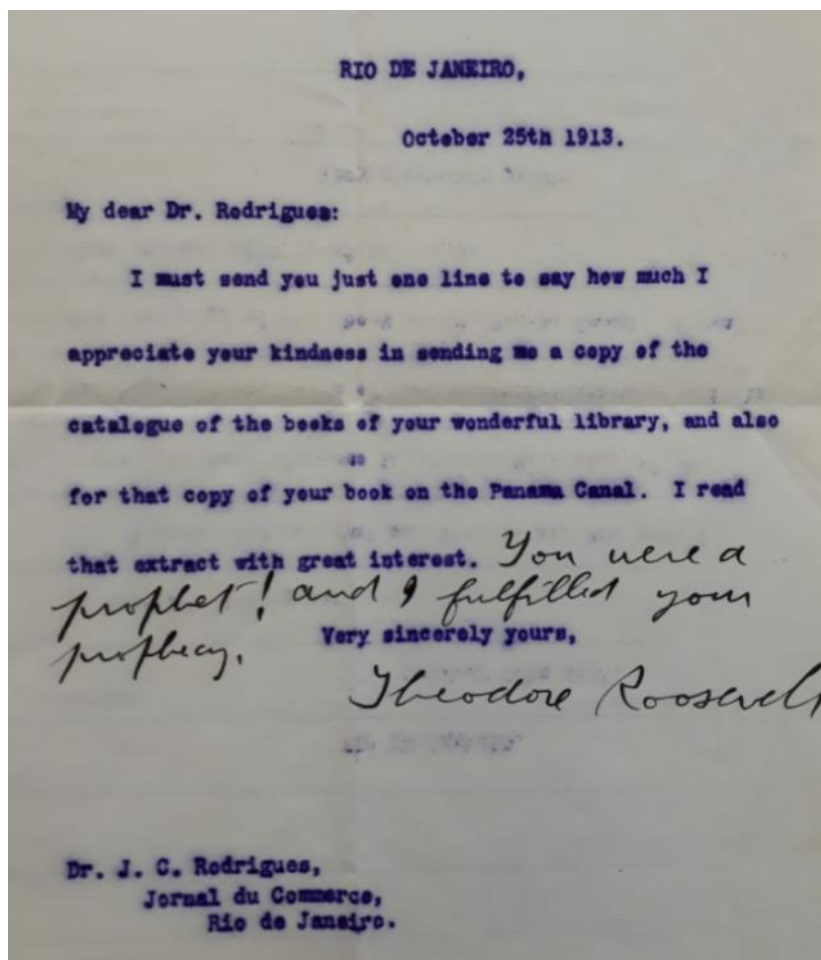 RIO DE JANEIRO,
October 25th 1913.
My dear Dr. Rodrigues:
I must send you just one line to say how much I
appreciate your kindness in sending me a copy of the
catalogue of the books of your wonderful library, and also
for that copy of your book on the Panama Canal. I read
that extract with great interest. You were a
prophet! and I fulfilled your
prophecy.
Very sincerely yours,
Theodore Roosevelt
Dr. J. C. Rodrigues,
Jornal du Commerce,
Rio de Janeiro.